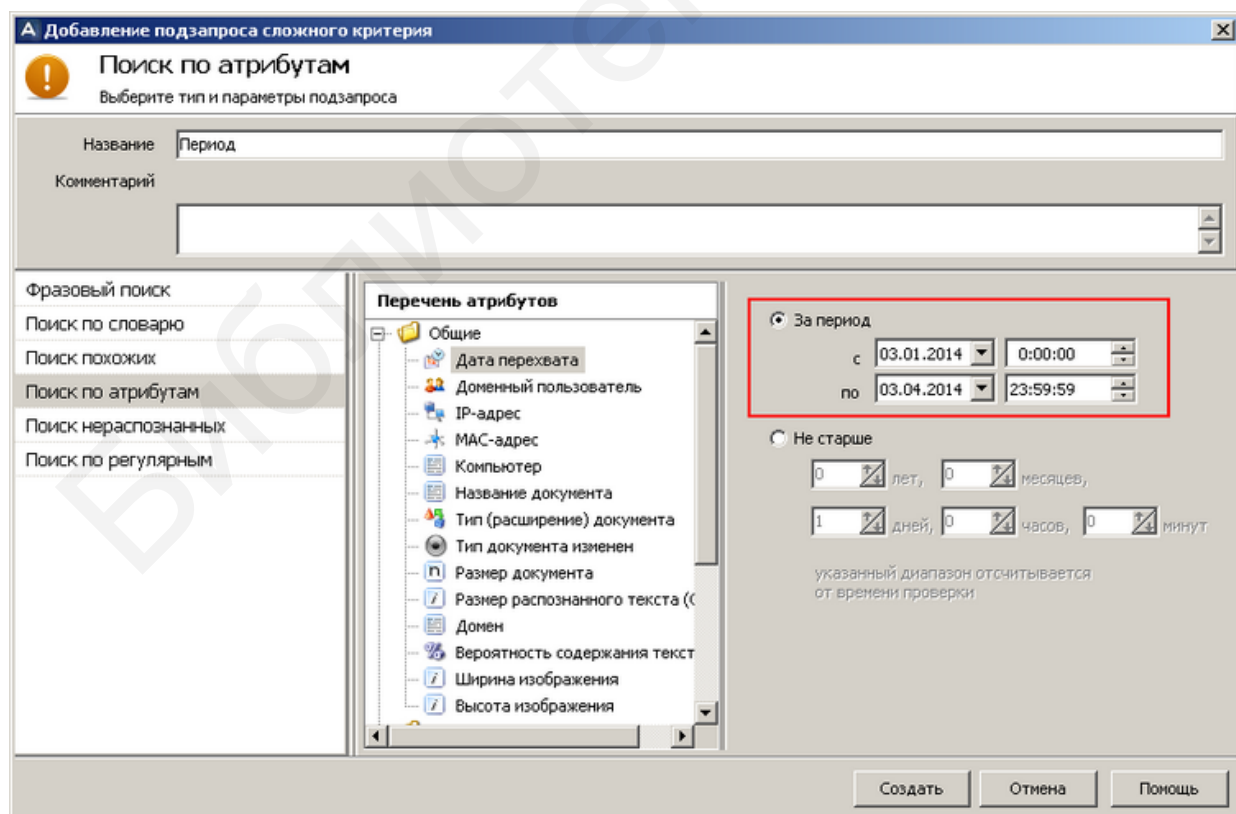 Добавление подзапроса сложного критерия
Поиск по атрибутам
Выберите тип и параметры подзапроса
Название Период
Комментарий
Фразовый поиск
Поиск по словарю
Поиск похожих
Поиск по атрибутам
Поиск нераспознанных
Поиск по регулярным
Перечень атрибутов
Общие
Дата перехвата
Доменный пользователь
IP-адрес
MAC-адрес
Компьютер
Название документа
Тип (расширение) документа
Тип документа изменен
Размер документа
Размер распознанного текста (
Домен
Вероятность содержания текст
Ширина изображения
Высота изображения
За период
с 03.01.2014 0:00:00
по 03.04.2014 23:59:59
Не старше
0 лет, 0 месяцев,
1 дней, 0 часов, 0 минут
указанный диапазон отсчитывается
от времени проверки
Создать Отмена Помощь
Библиоте